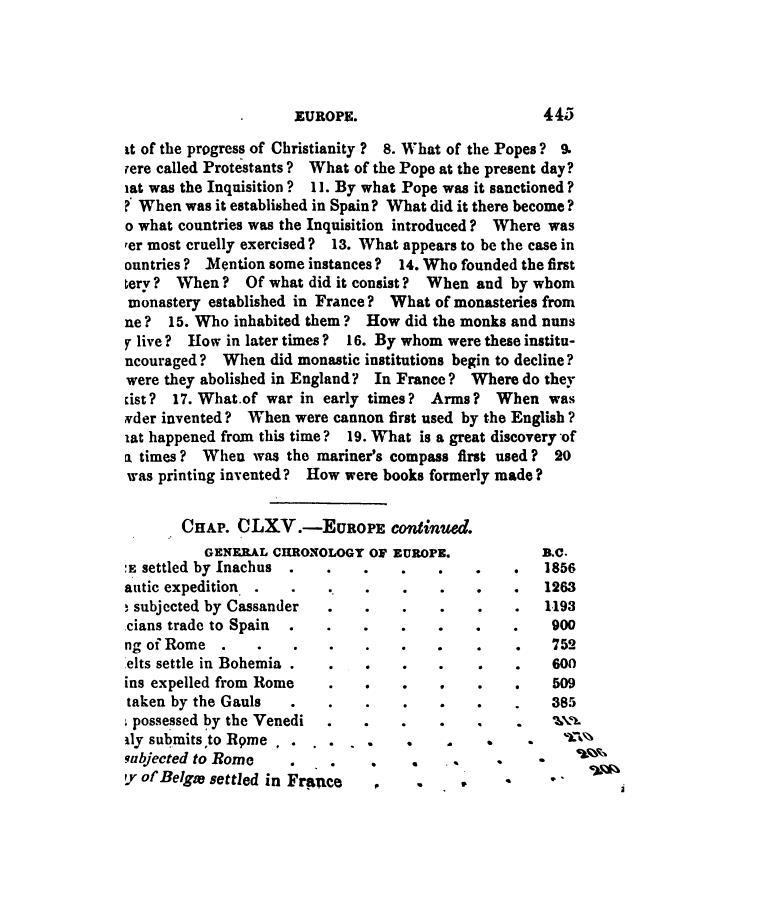 EUROPE. 445
at of the progress of Christianity? 8. What of the Popes? 9.
vere called Protestants? What of the Pope at the present day?
nat was the Inquisition? 11. By what Pope was it sanctioned?
? When was it established in Spain? What did it there become?
o what countries was the Inquisition introduced? Where was
er most cruelly exercised? 13. What appears to be the case in
ountries? Mention some instances? 14. Who founded the first
tery? When? Of what did it consist? When and by whom
monastery established in France? What of monasteries from
ne? 15. Who inhabited them? How did the monks and nuns
y live? How in later times? 16. By whom were these institu-
ncouraged? When did monastic institutions begin to decline?
were they abolished in England? In France? Where do they
xist? 17. What of war in early times? Arms? When was
wder invented? When were cannon first used by the English?
nat happened from this time? 19. What is a great discovery of
n times? When was the mariner's compass first used? 20
was printing invented? How were books formerly made?
CHAP. CLXV.—EUROPE continued.
GENERAL CHRONOLOGY OF EUROPE. B.C.
E settled by Inachus . . . . . . . 1856
autic expedition . . . . . . . . 1263
subjected by Cassander . . . . . . 1193
cians trade to Spain . . . . . . . 900
ng of Rome . . . . . . . . . 752
elts settle in Bohemia . . . . . . . 600
ins expelled from Rome . . . . . . 509
taken by the Gauls . . . . . . . 385
possessed by the Venedi . . . . . . 312
aly submits to Rome . . . . . . . 270
subjected to Rome . . . . . . . 206
y of Belgæ settled in France . . . . . 200